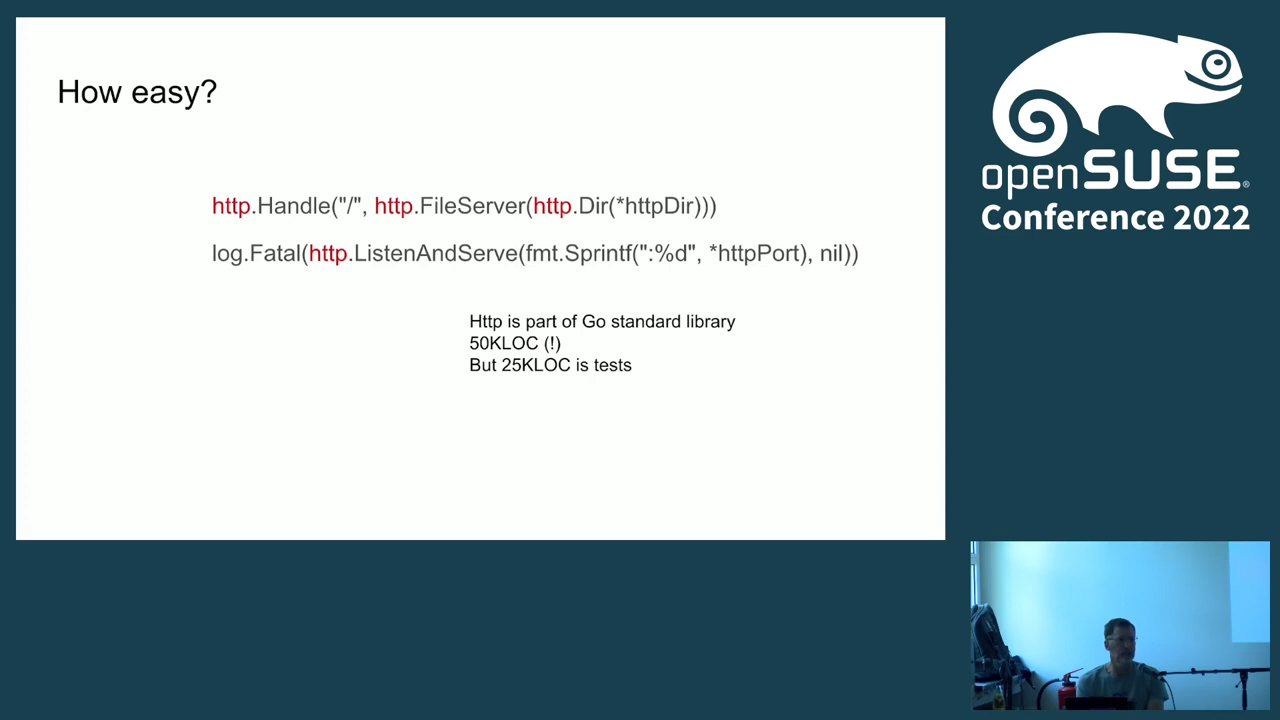 How easy?
http.Handle("/", http.FileServer(http.Dir(*httpDir)))
log.Fatal(http.ListenAndServe(fmt.Sprintf(":%d", *httpPort), nil))
Http is part of Go standard library
50KLOC (!)
But 25KLOC is tests
openSUSE®
Conference 2022